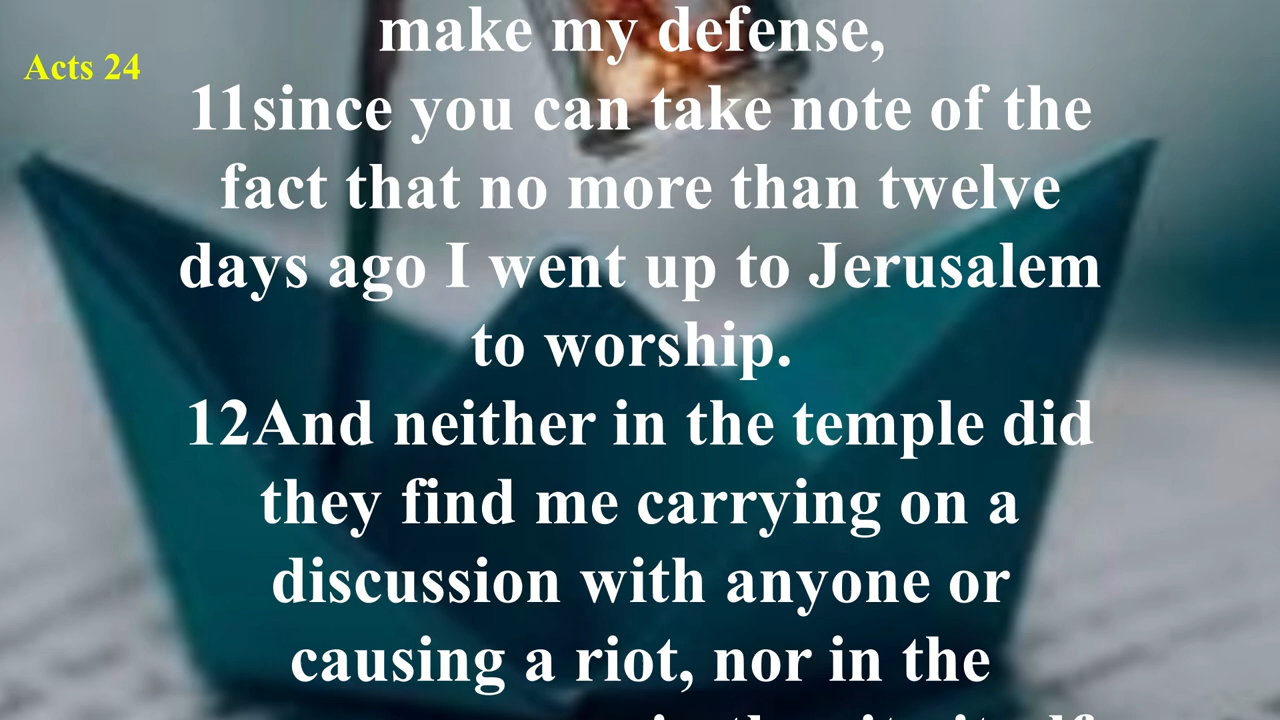 make my defense,
Acts 24
11since you can take note of the
fact that no more than twelve
days ago I went up to Jerusalem
to worship.
12And neither in the temple did
they find me carrying on a
discussion with anyone or
causing a riot, nor in the